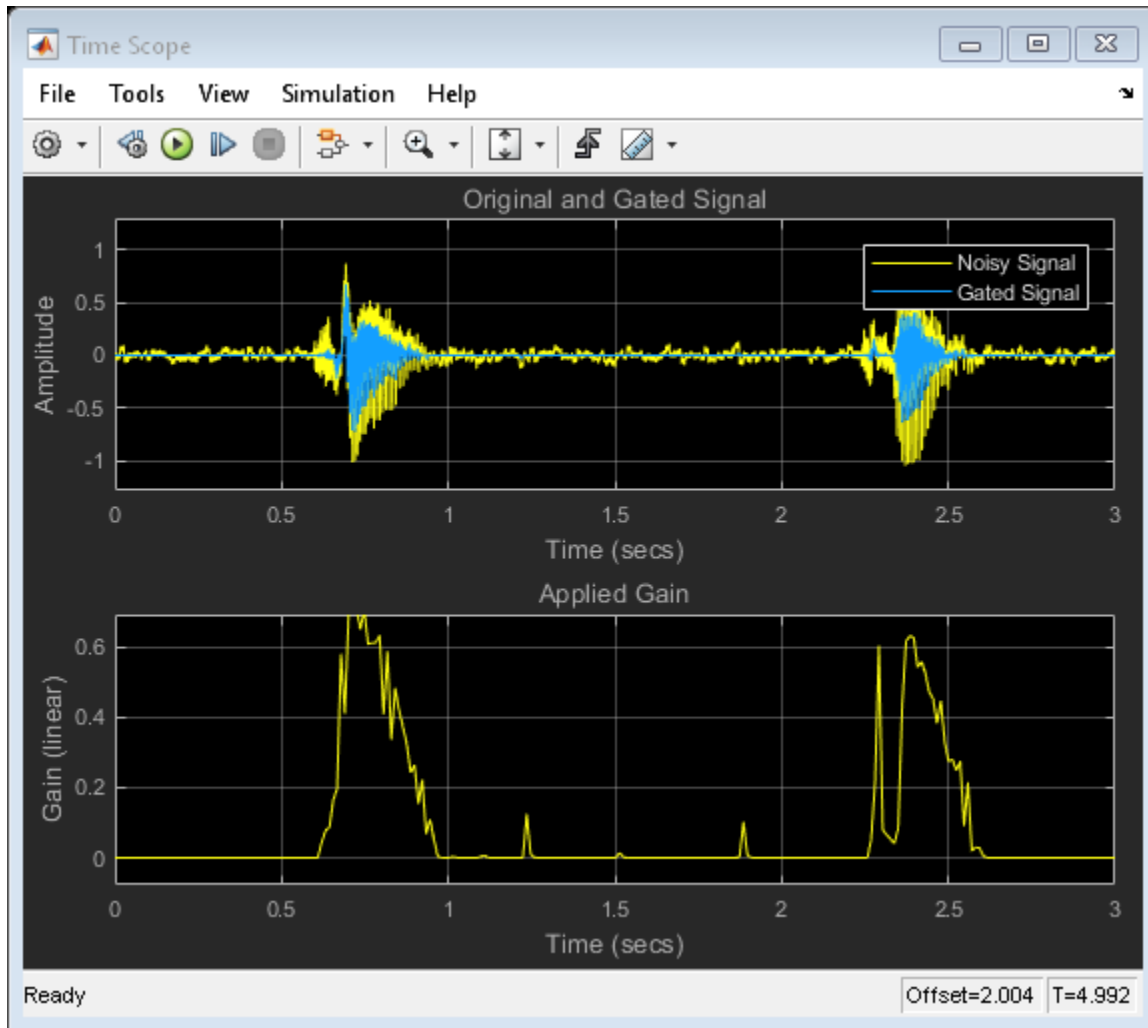 Time Scope
File Tools View Simulation Help
Original and Gated Signal
Noisy Signal
Gated Signal
Amplitude
1
0.5
0
-0.5
-1
0 0.5 1 1.5 2 2.5 3
Time (secs)
Applied Gain
Gain (linear)
0.6
0.4
0.2
0
0 0.5 1 1.5 2 2.5 3
Time (secs)
Ready Offset=2.004 T=4.992